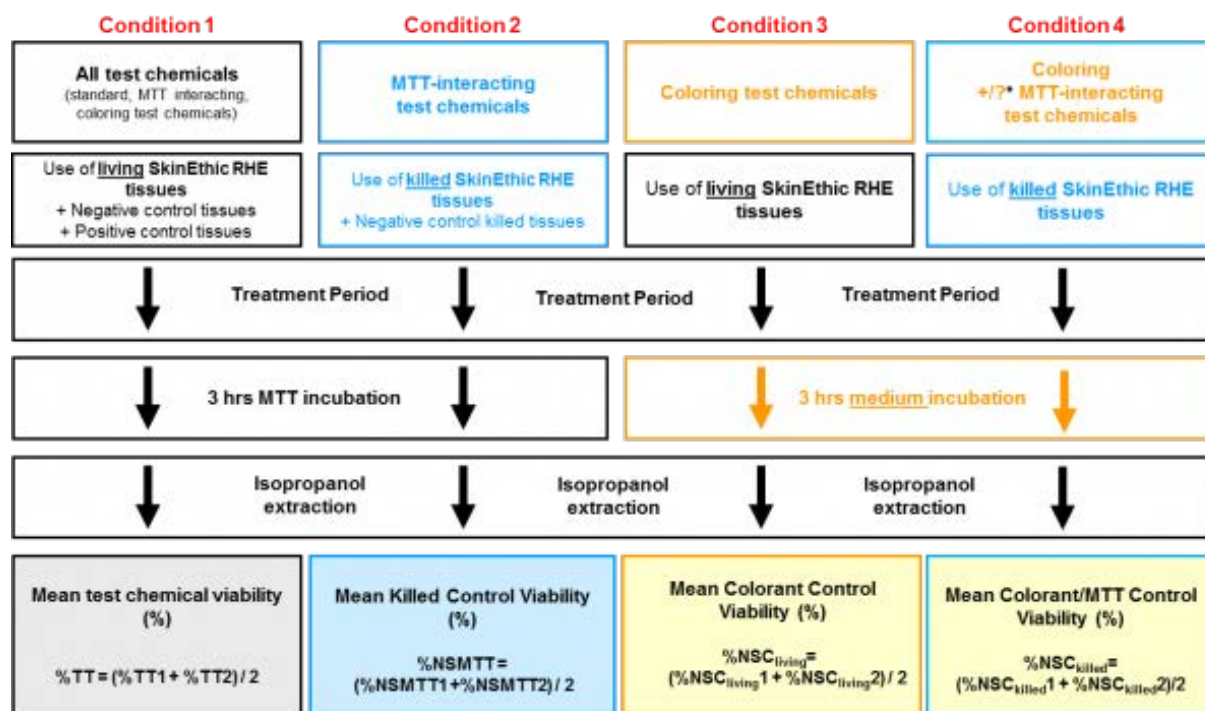 Condition 1
Condition 2
Condition 3
Condition 4
All test chemicals
(standard, MTT interacting,
coloring test chemicals)
MTT-interacting
test chemicals
Coloring test chemicals
Coloring
+/?* MTT-interacting
test chemicals
Use of living SkinEthic RHE
tissues
+ Negative control tissues
+ Positive control tissues
Use of killed SkinEthic RHE
tissues
+ Negative control killed tissues
Use of living SkinEthic RHE
tissues
Use of killed SkinEthic RHE
tissues
Treatment Period
Treatment Period
Treatment Period
3 hrs MTT incubation
3 hrs medium incubation
Isopropanol
extraction
Isopropanol
extraction
Isopropanol
extraction
Mean test chemical viability
(%)
%TT = (%TT1 + %TT2) / 2
Mean Killed Control Viability
(%)
%NSMTT =
(%NSMTT1 +%NSMTT2) / 2
Mean Colorant Control
Viability (%)
%NSCliving=
(%NSCliving1 + %NSCliving2) / 2
Mean Colorant/MTT Control
Viability (%)
%NSCkilled=
(%NSCkilled1 + %NSCkilled2)/2